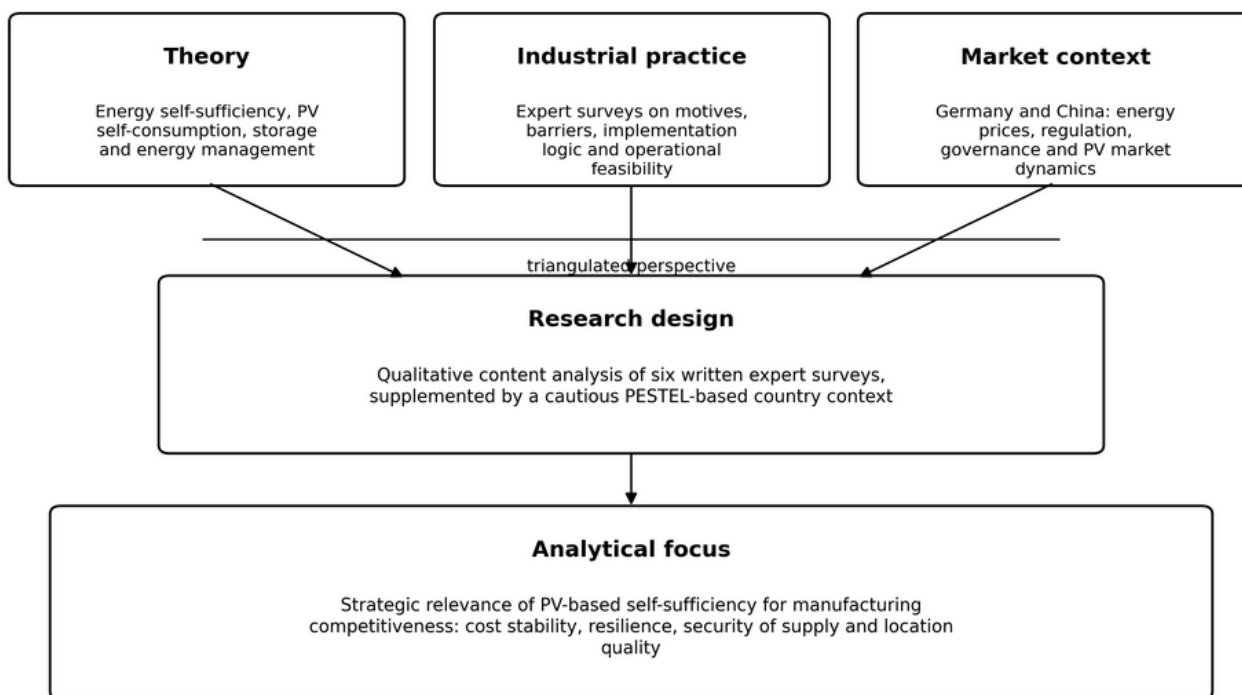 Theory
Energy self-sufficiency, PV
self-consumption, storage
and energy management
Industrial practice
Expert surveys on motives,
barriers, implementation
logic and operational
feasibility
Market context
Germany and China: energy
prices, regulation,
governance and PV market
dynamics
triangulated perspective
Research design
Qualitative content analysis of six written expert surveys,
supplemented by a cautious PESTEL-based country context
Analytical focus
Strategic relevance of PV-based self-sufficiency for manufacturing
competitiveness: cost stability, resilience, security of supply and location
quality